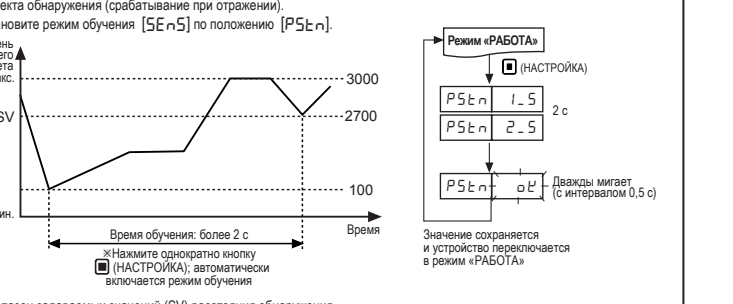 екта обнаружения (срабатывание при отражении).
ановите режим обучения [SEnS] по положению [PStn].
3000
SV
2700
100
Время обучения: более 2 с
Время
※Нажмите однократно кнопку
(НАСТРОЙКА); автоматически
включается режим обучения
Режим «РАБОТА»
(НАСТРОЙКА)
PStn 1_S
2 с
PStn 2_S
PStn oK
Дважды мигает
(с интервалом 0,5 с)
Значение сохраняется
и устройство переключается
в режим «РАБОТА»